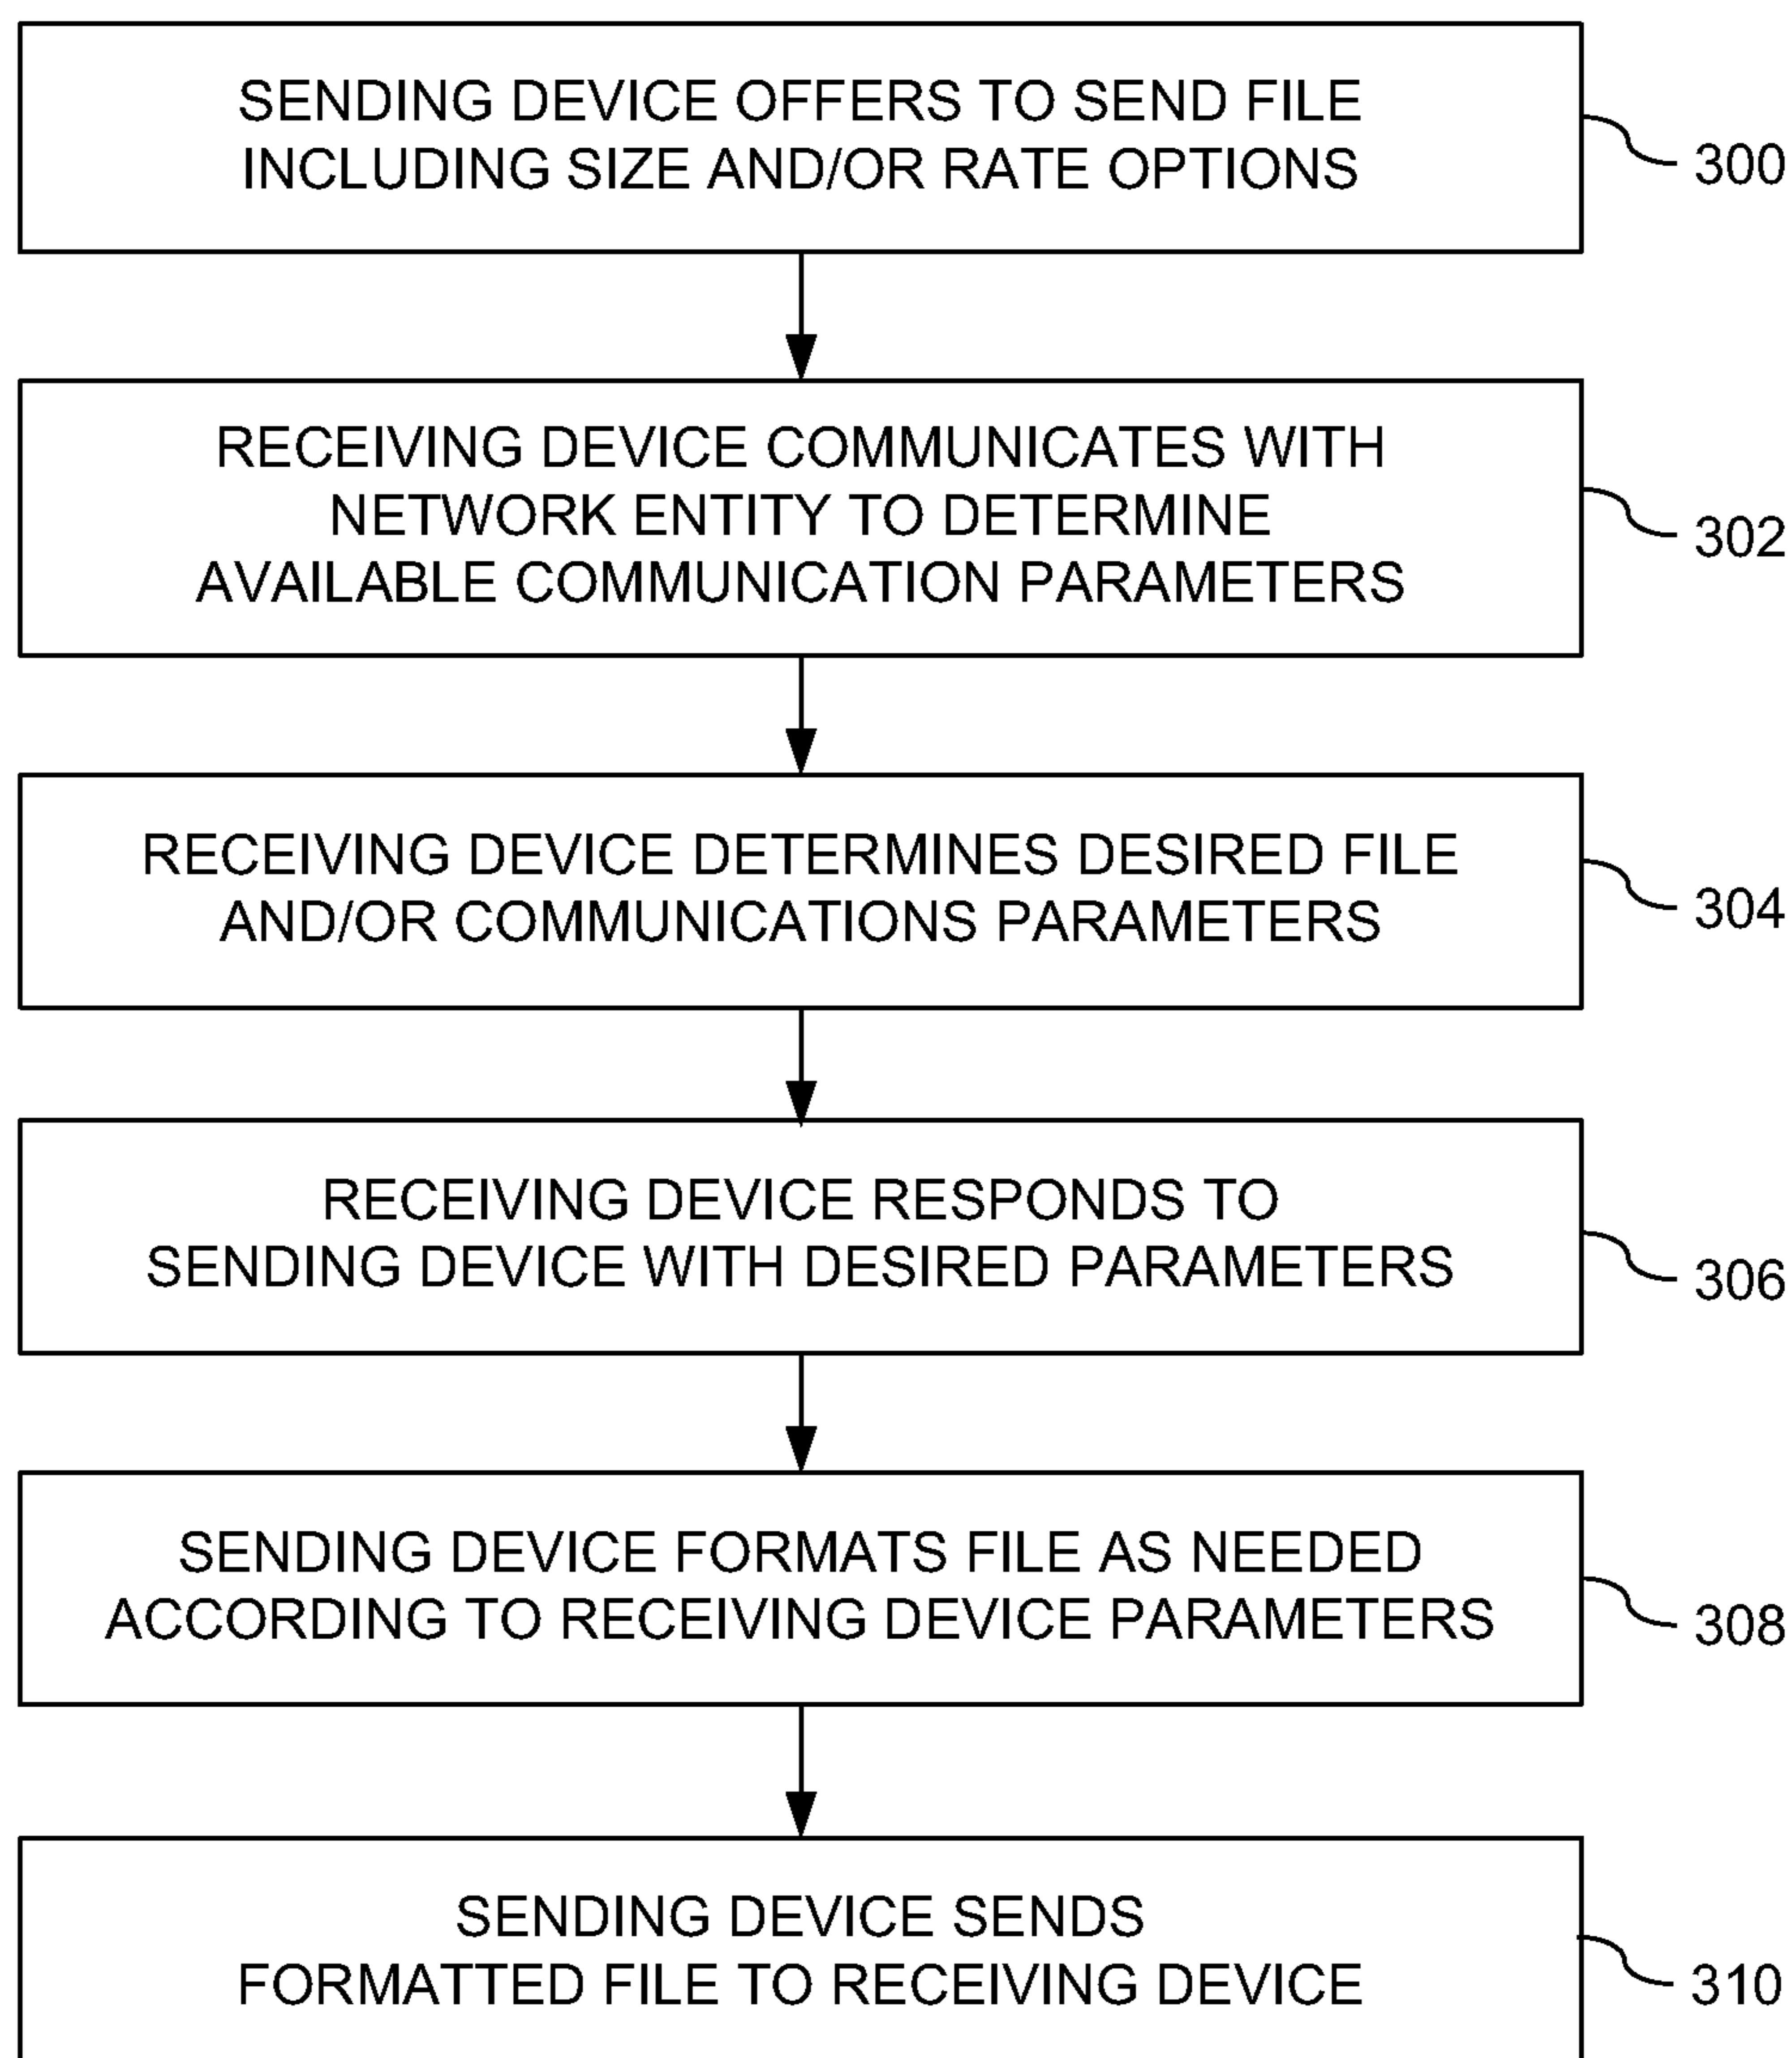 SENDING DEVICE OFFERS TO SEND FILE
INCLUDING SIZE AND/OR RATE OPTIONS
300
RECEIVING DEVICE COMMUNICATES WITH
NETWORK ENTITY TO DETERMINE
AVAILABLE COMMUNICATION PARAMETERS
302
RECEIVING DEVICE DETERMINES DESIRED FILE
AND/OR COMMUNICATIONS PARAMETERS
304
RECEIVING DEVICE RESPONDS TO
SENDING DEVICE WITH DESIRED PARAMETERS
306
SENDING DEVICE FORMATS FILE AS NEEDED
ACCORDING TO RECEIVING DEVICE PARAMETERS
308
SENDING DEVICE SENDS
FORMATTED FILE TO RECEIVING DEVICE
310